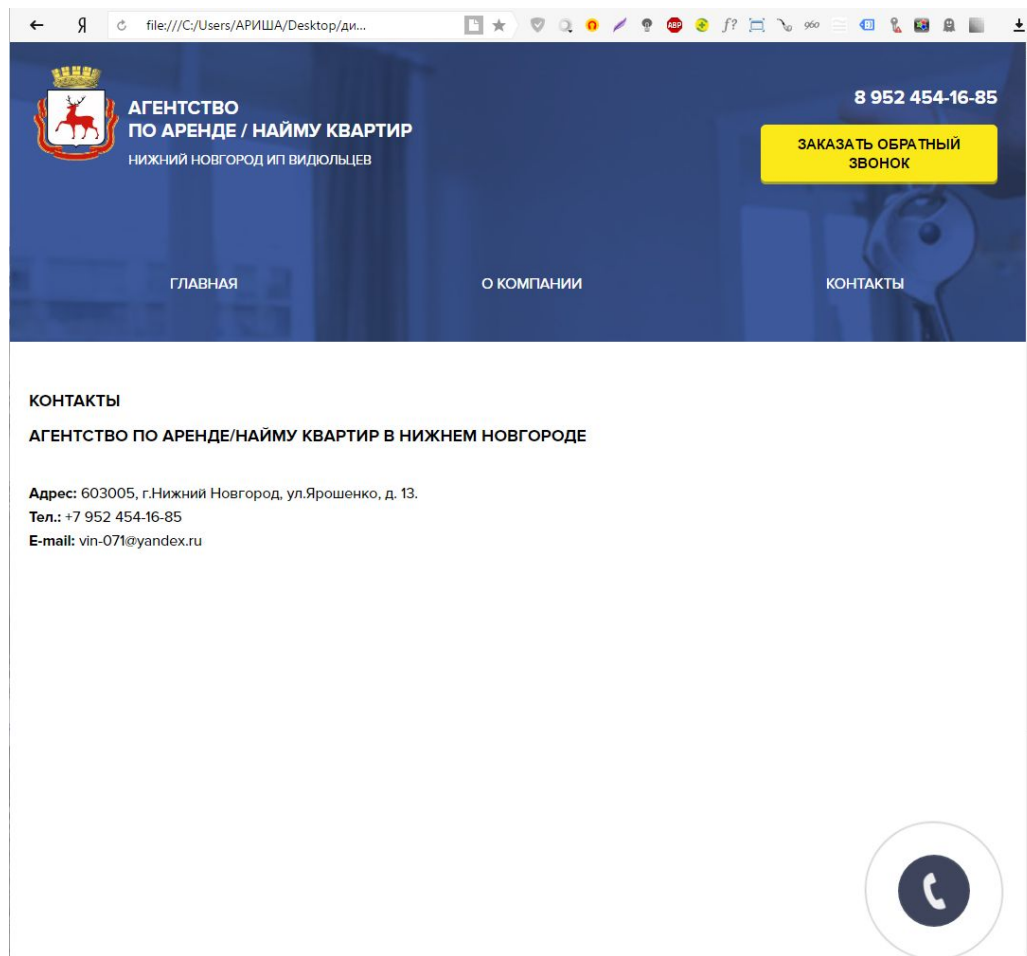 Я file:///C:/Users/АРИША/Desktop/ди... ABP f? 960
АГЕНТСТВО
ПО АРЕНДЕ / НАЙМУ КВАРТИР
НИЖНИЙ НОВГОРОД ИП ВИДЮЛЬЦЕВ
8 952 454-16-85
ЗАКАЗАТЬ ОБРАТНЫЙ
ЗВОНОК
ГЛАВНАЯ О КОМПАНИИ КОНТАКТЫ
КОНТАКТЫ
АГЕНТСТВО ПО АРЕНДЕ/НАЙМУ КВАРТИР В НИЖНЕМ НОВГОРОДЕ
Адрес: 603005, г.Нижний Новгород, ул.Ярошенко, д. 13.
Тел.: +7 952 454-16-85
E-mail: vin-071@yandex.ru